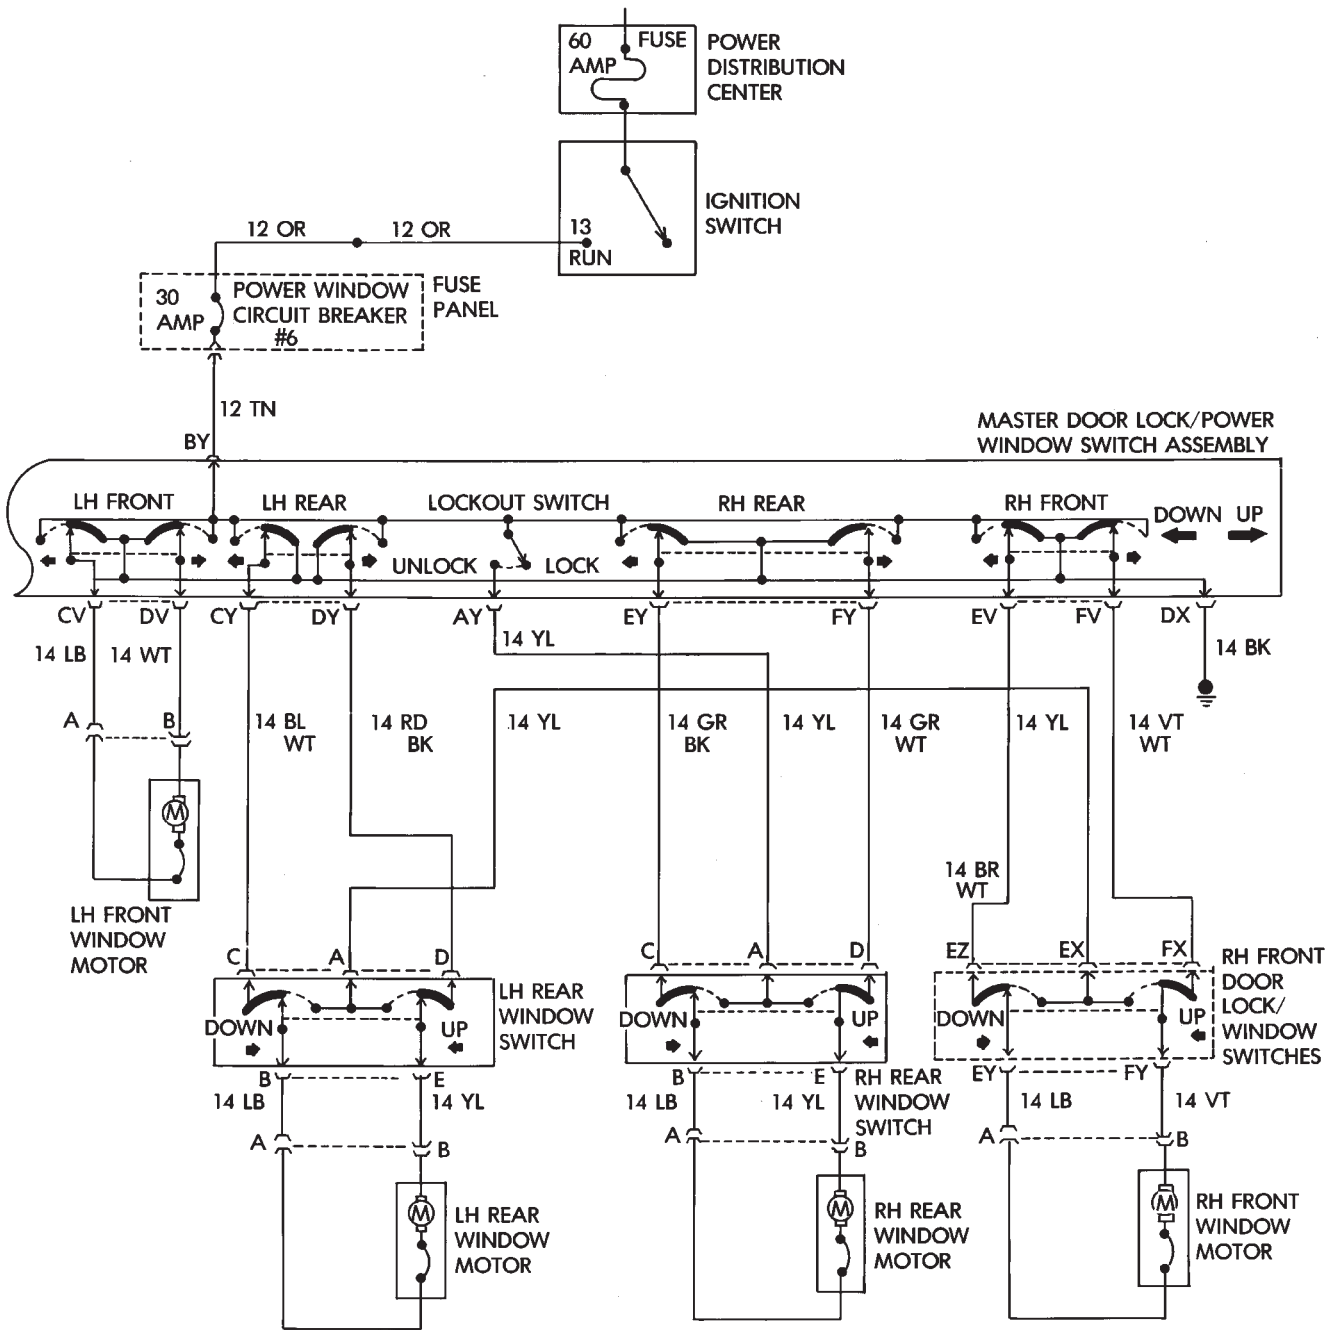 60 FUSE
AMP
POWER
DISTRIBUTION
CENTER
IGNITION
SWITCH
13
RUN
12 OR
12 OR
30
AMP
POWER WINDOW
CIRCUIT BREAKER
#6
FUSE
PANEL
12 TN
BY
MASTER DOOR LOCK/POWER
WINDOW SWITCH ASSEMBLY
LH FRONT
LH REAR
LOCKOUT SWITCH
RH REAR
RH FRONT
DOWN UP
UNLOCK
LOCK
CV
DV
CY
DY
AY
EY
FY
EV
FV
DX
14 LB
14 WT
14 YL
14 BK
A
B
14 BL
WT
14 RD
BK
14 YL
14 GR
BK
14 YL
14 GR
WT
14 YL
14 VT
WT
M
LH FRONT
WINDOW
MOTOR
14 BR
WT
C
A
D
C
A
D
EZ
EX
FX
RH FRONT
DOOR
LOCK/
WINDOW
SWITCHES
DOWN
UP
LH REAR
WINDOW
SWITCH
DOWN
UP
DOWN
UP
B
E
B
E
RH REAR
WINDOW
SWITCH
EY
FY
14 LB
14 YL
14 LB
14 YL
14 LB
14 VT
A
B
A
B
A
B
M
LH REAR
WINDOW
MOTOR
M
RH REAR
WINDOW
MOTOR
M
RH FRONT
WINDOW
MOTOR